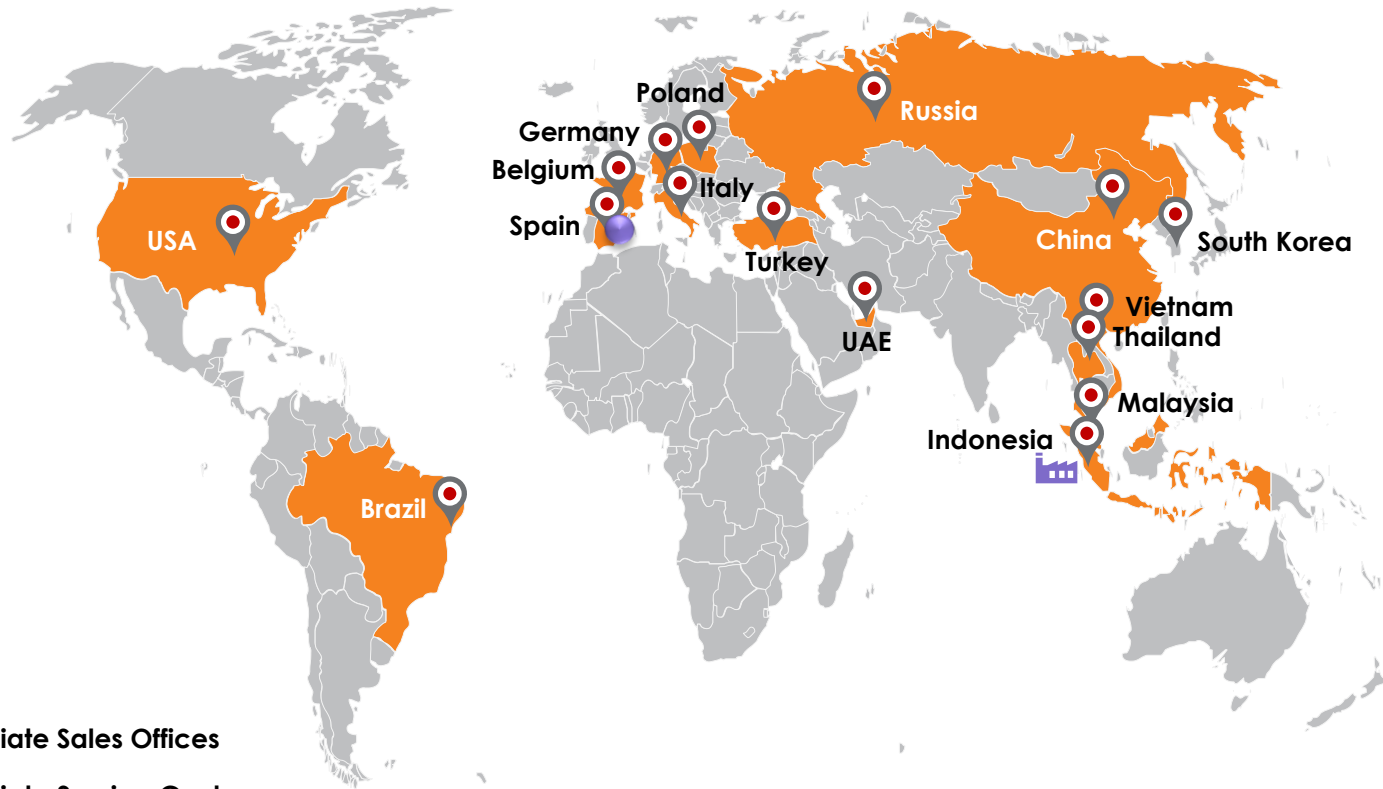 Poland
Russia
Germany
Belgium
Italy
Spain
USA
China
South Korea
Turkey
Vietnam
UAE
Thailand
Malaysia
Indonesia
Brazil
iate Sales Offices